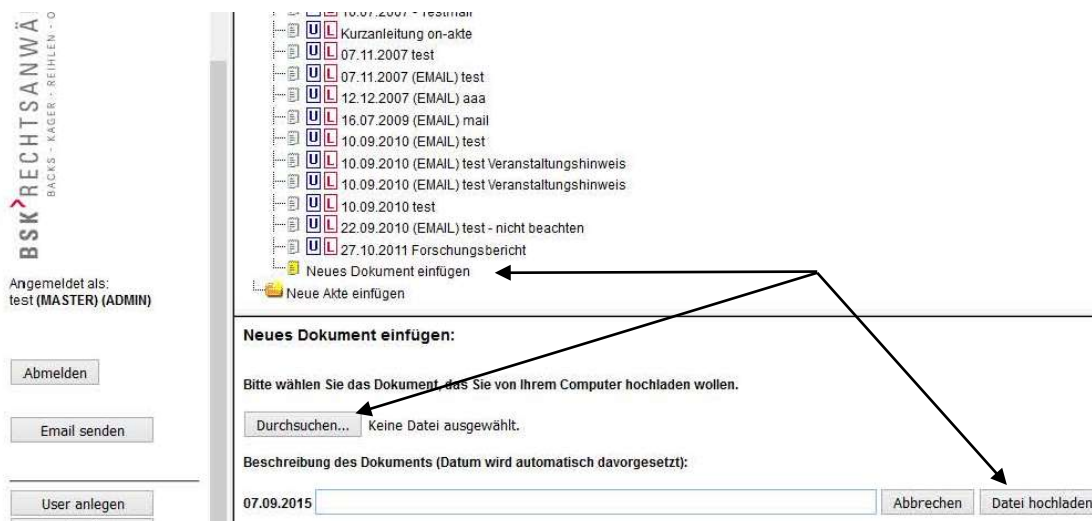 BSK^RECHTSANWÄ
BACKS - KAGER - REIHLEN - O
Angemeldet als:
test (MASTER) (ADMIN)
Abmelden
Email senden
User anlegen
10.07.2007 - Testmail
U L Kurzanleitung on-akte
U L 07.11.2007 test
U L 07.11.2007 (EMAIL) test
U L 12.12.2007 (EMAIL) aaa
U L 16.07.2009 (EMAIL) mail
U L 10.09.2010 (EMAIL) test
U L 10.09.2010 (EMAIL) test Veranstaltungshinweis
U L 10.09.2010 (EMAIL) test Veranstaltungshinweis
U L 10.09.2010 test
U L 22.09.2010 (EMAIL) test - nicht beachten
U L 27.10.2011 Forschungsbericht
Neues Dokument einfügen
Neue Akte einfügen
Neues Dokument einfügen:
Bitte wählen Sie das Dokument, das Sie von Ihrem Computer hochladen wollen.
Durchsuchen... Keine Datei ausgewählt.
Beschreibung des Dokuments (Datum wird automatisch davorgesetzt):
07.09.2015 Abbrechen Datei hochladen